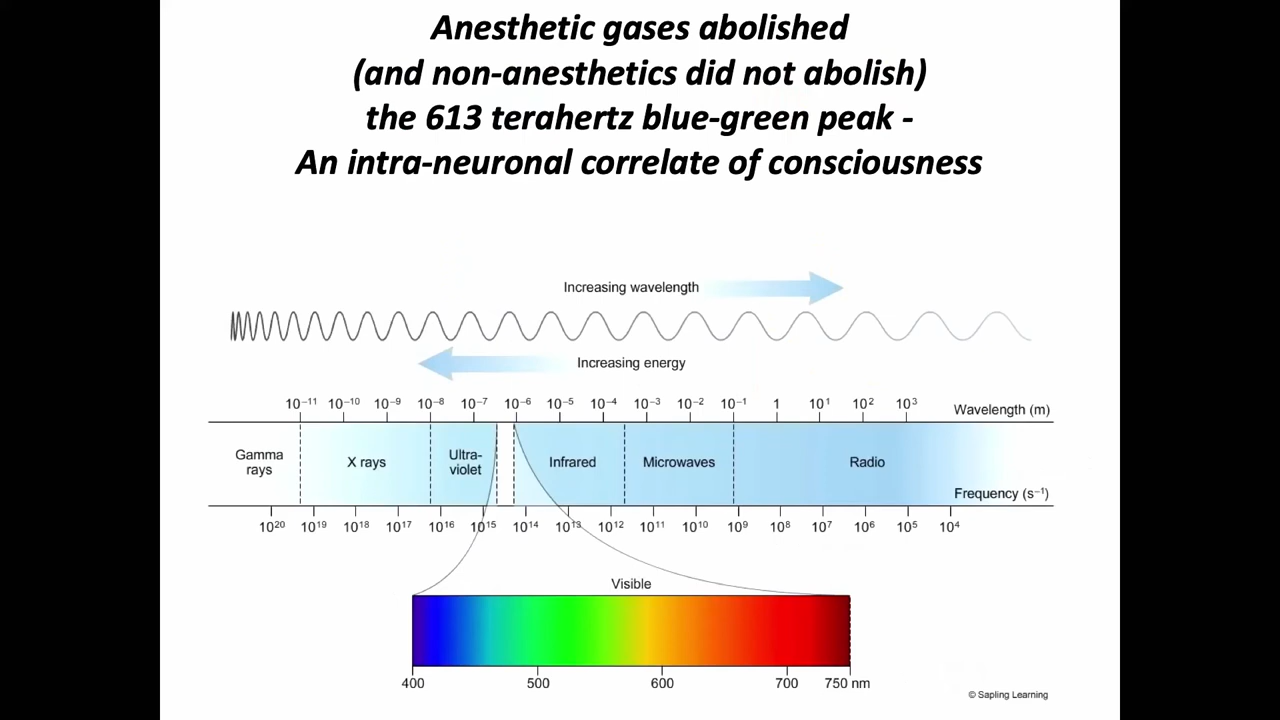 Anesthetic gases abolished
(and non-anesthetics did not abolish)
the 613 terahertz blue-green peak -
An intra-neuronal correlate of consciousness
Increasing wavelength
Increasing energy
10⁻¹¹ 10⁻¹⁰ 10⁻⁹ 10⁻⁸ 10⁻⁷ 10⁻⁶ 10⁻⁵ 10⁻⁴ 10⁻³ 10⁻² 10⁻¹ 1 10¹ 10² 10³ Wavelength (m)
Gamma rays X rays Ultra-violet Infrared Microwaves Radio
Frequency (s⁻¹)
10²⁰ 10¹⁹ 10¹⁸ 10¹⁷ 10¹⁶ 10¹⁵ 10¹⁴ 10¹³ 10¹² 10¹¹ 10¹⁰ 10⁹ 10⁸ 10⁷ 10⁶ 10⁵ 10⁴
Visible
400 500 600 700 750 nm
© Sapling Learning